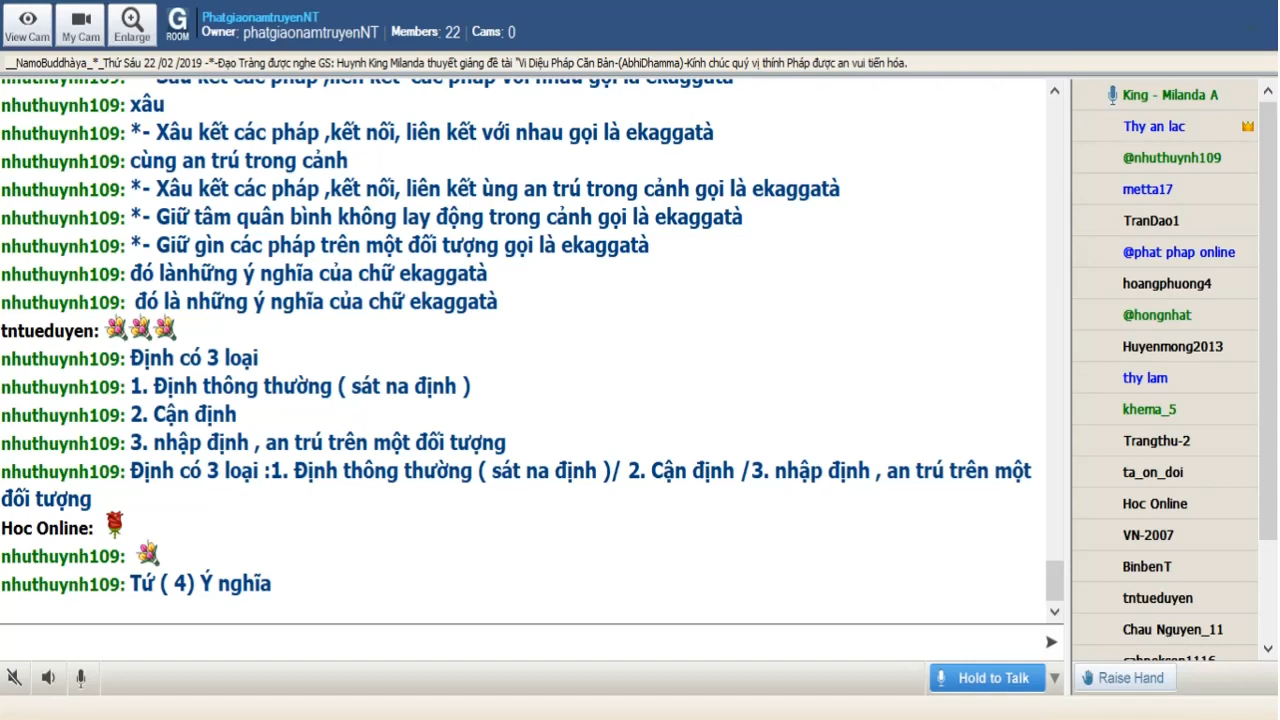 PhatgiaonamtruyenNT
Owner: phatgiaonamtruyenNT | Members: 22 | Cams: 0
View Cam
My Cam
Enlarge
G
ROOM
__NamoBuddhàya_*_Thứ Sáu 22 /02 /2019 -*-Đạo Tràng được nghe GS: Huynh King Milanda thuyết giảng đề tài "Vi Diệu Pháp Căn Bản-(AbhiDhamma)-Kính chúc quý vị thính Pháp được an vui tiến hóa.
nhuthuynh109: xâu
nhuthuynh109: *- Xâu kết các pháp ,kết nối, liên kết với nhau gọi là ekaggatà
nhuthuynh109: cùng an trú trong cảnh
nhuthuynh109: *- Xâu kết các pháp ,kết nối, liên kết ùng an trú trong cảnh gọi là ekaggatà
nhuthuynh109: *- Giữ tâm quân bình không lay động trong cảnh gọi là ekaggatà
nhuthuynh109: *- Giữ gìn các pháp trên một đối tượng gọi là ekaggatà
nhuthuynh109: đó lànhững ý nghĩa của chữ ekaggatà
nhuthuynh109: đó là những ý nghĩa của chữ ekaggatà
tntueduyen:
nhuthuynh109: Định có 3 loại
nhuthuynh109: 1. Định thông thường ( sát na định )
nhuthuynh109: 2. Cận định
nhuthuynh109: 3. nhập định , an trú trên một đối tượng
nhuthuynh109: Định có 3 loại :1. Định thông thường ( sát na định )/ 2. Cận định /3. nhập định , an trú trên một
đối tượng
Hoc Online:
nhuthuynh109:
nhuthuynh109: Tứ ( 4) Ý nghĩa
King - Milanda A
Thy an lac
@nhuthuynh109
metta17
TranDao1
@phat phap online
hoangphuong4
@hongnhat
Huyenmong2013
thy lam
khema_5
Trangthu-2
ta_on_doi
Hoc Online
VN-2007
BinbenT
tntueduyen
Chau Nguyen_11
Hold to Talk
Raise Hand